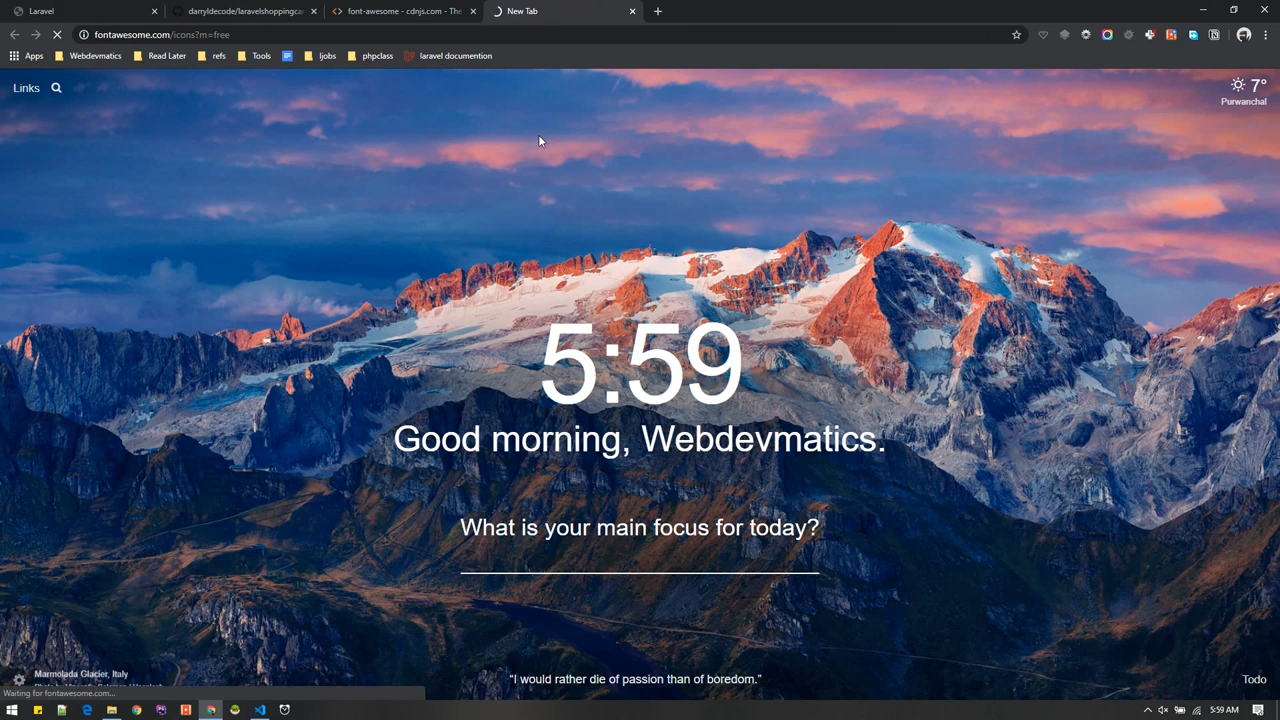 Laravel
darryldecode/laravelshoppingcar
font-awesome - cdnjs.com - The
New Tab
fontawesome.com/icons?m=free
Apps
Webdevmatics
Read Later
refs
Tools
ljobs
phpclass
laravel documention
Links
7°
Purwanchal
5:59
Good morning, Webdevmatics.
What is your main focus for today?
Marmolada Glacier, Italy
"I would rather die of passion than of boredom."
Todo
Waiting for fontawesome.com...
5:59 AM